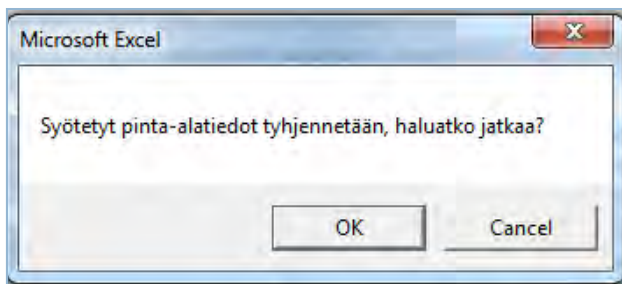 Microsoft Excel
Syötetyt pinta-alatiedot tyhjennetään, haluatko jatkaa?
OK
Cancel